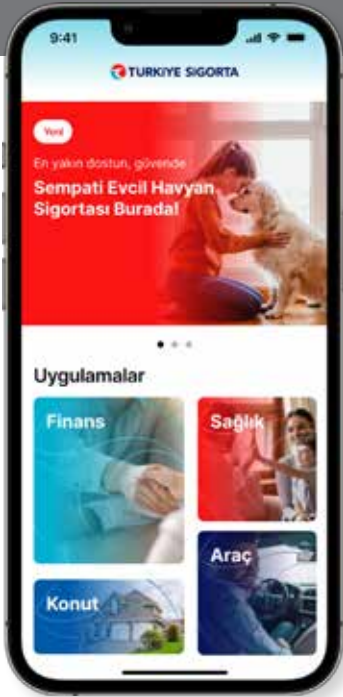 9:41
TÜRKİYE SİGORTA
Yeni
En yakın dostun, güvende
Sempati Evcil Havyan
Sigortası Burada!
Uygulamalar
Finans
Sağlık
Araç
Konut